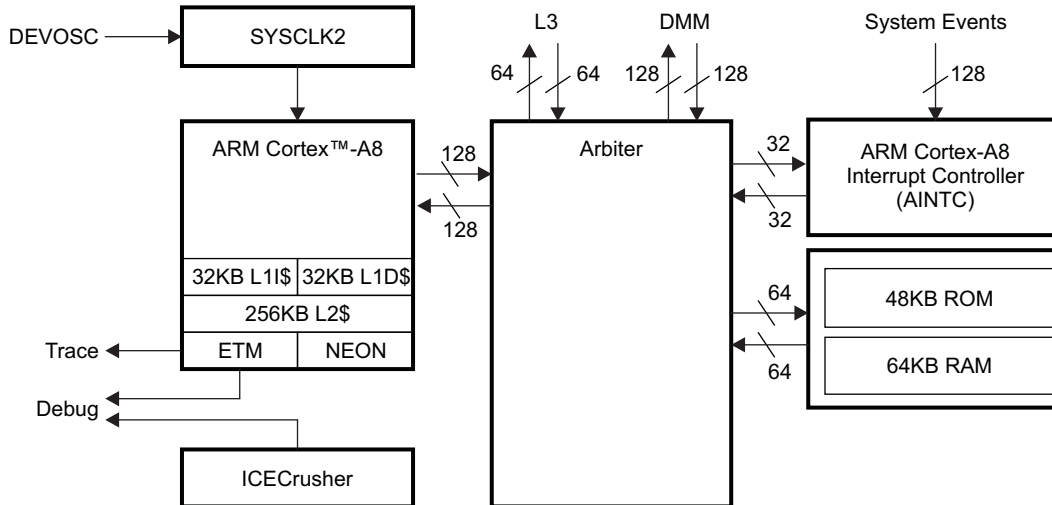 DEVOSC
SYSCLK2
L3
DMM
System Events
64
64
128
128
128
ARM Cortex™-A8
Arbiter
ARM Cortex-A8
Interrupt Controller
(AINTC)
128
128
32
32
32KB L1I$
32KB L1D$
256KB L2$
ETM
NEON
64
64
48KB ROM
64KB RAM
Trace
Debug
ICECrusher